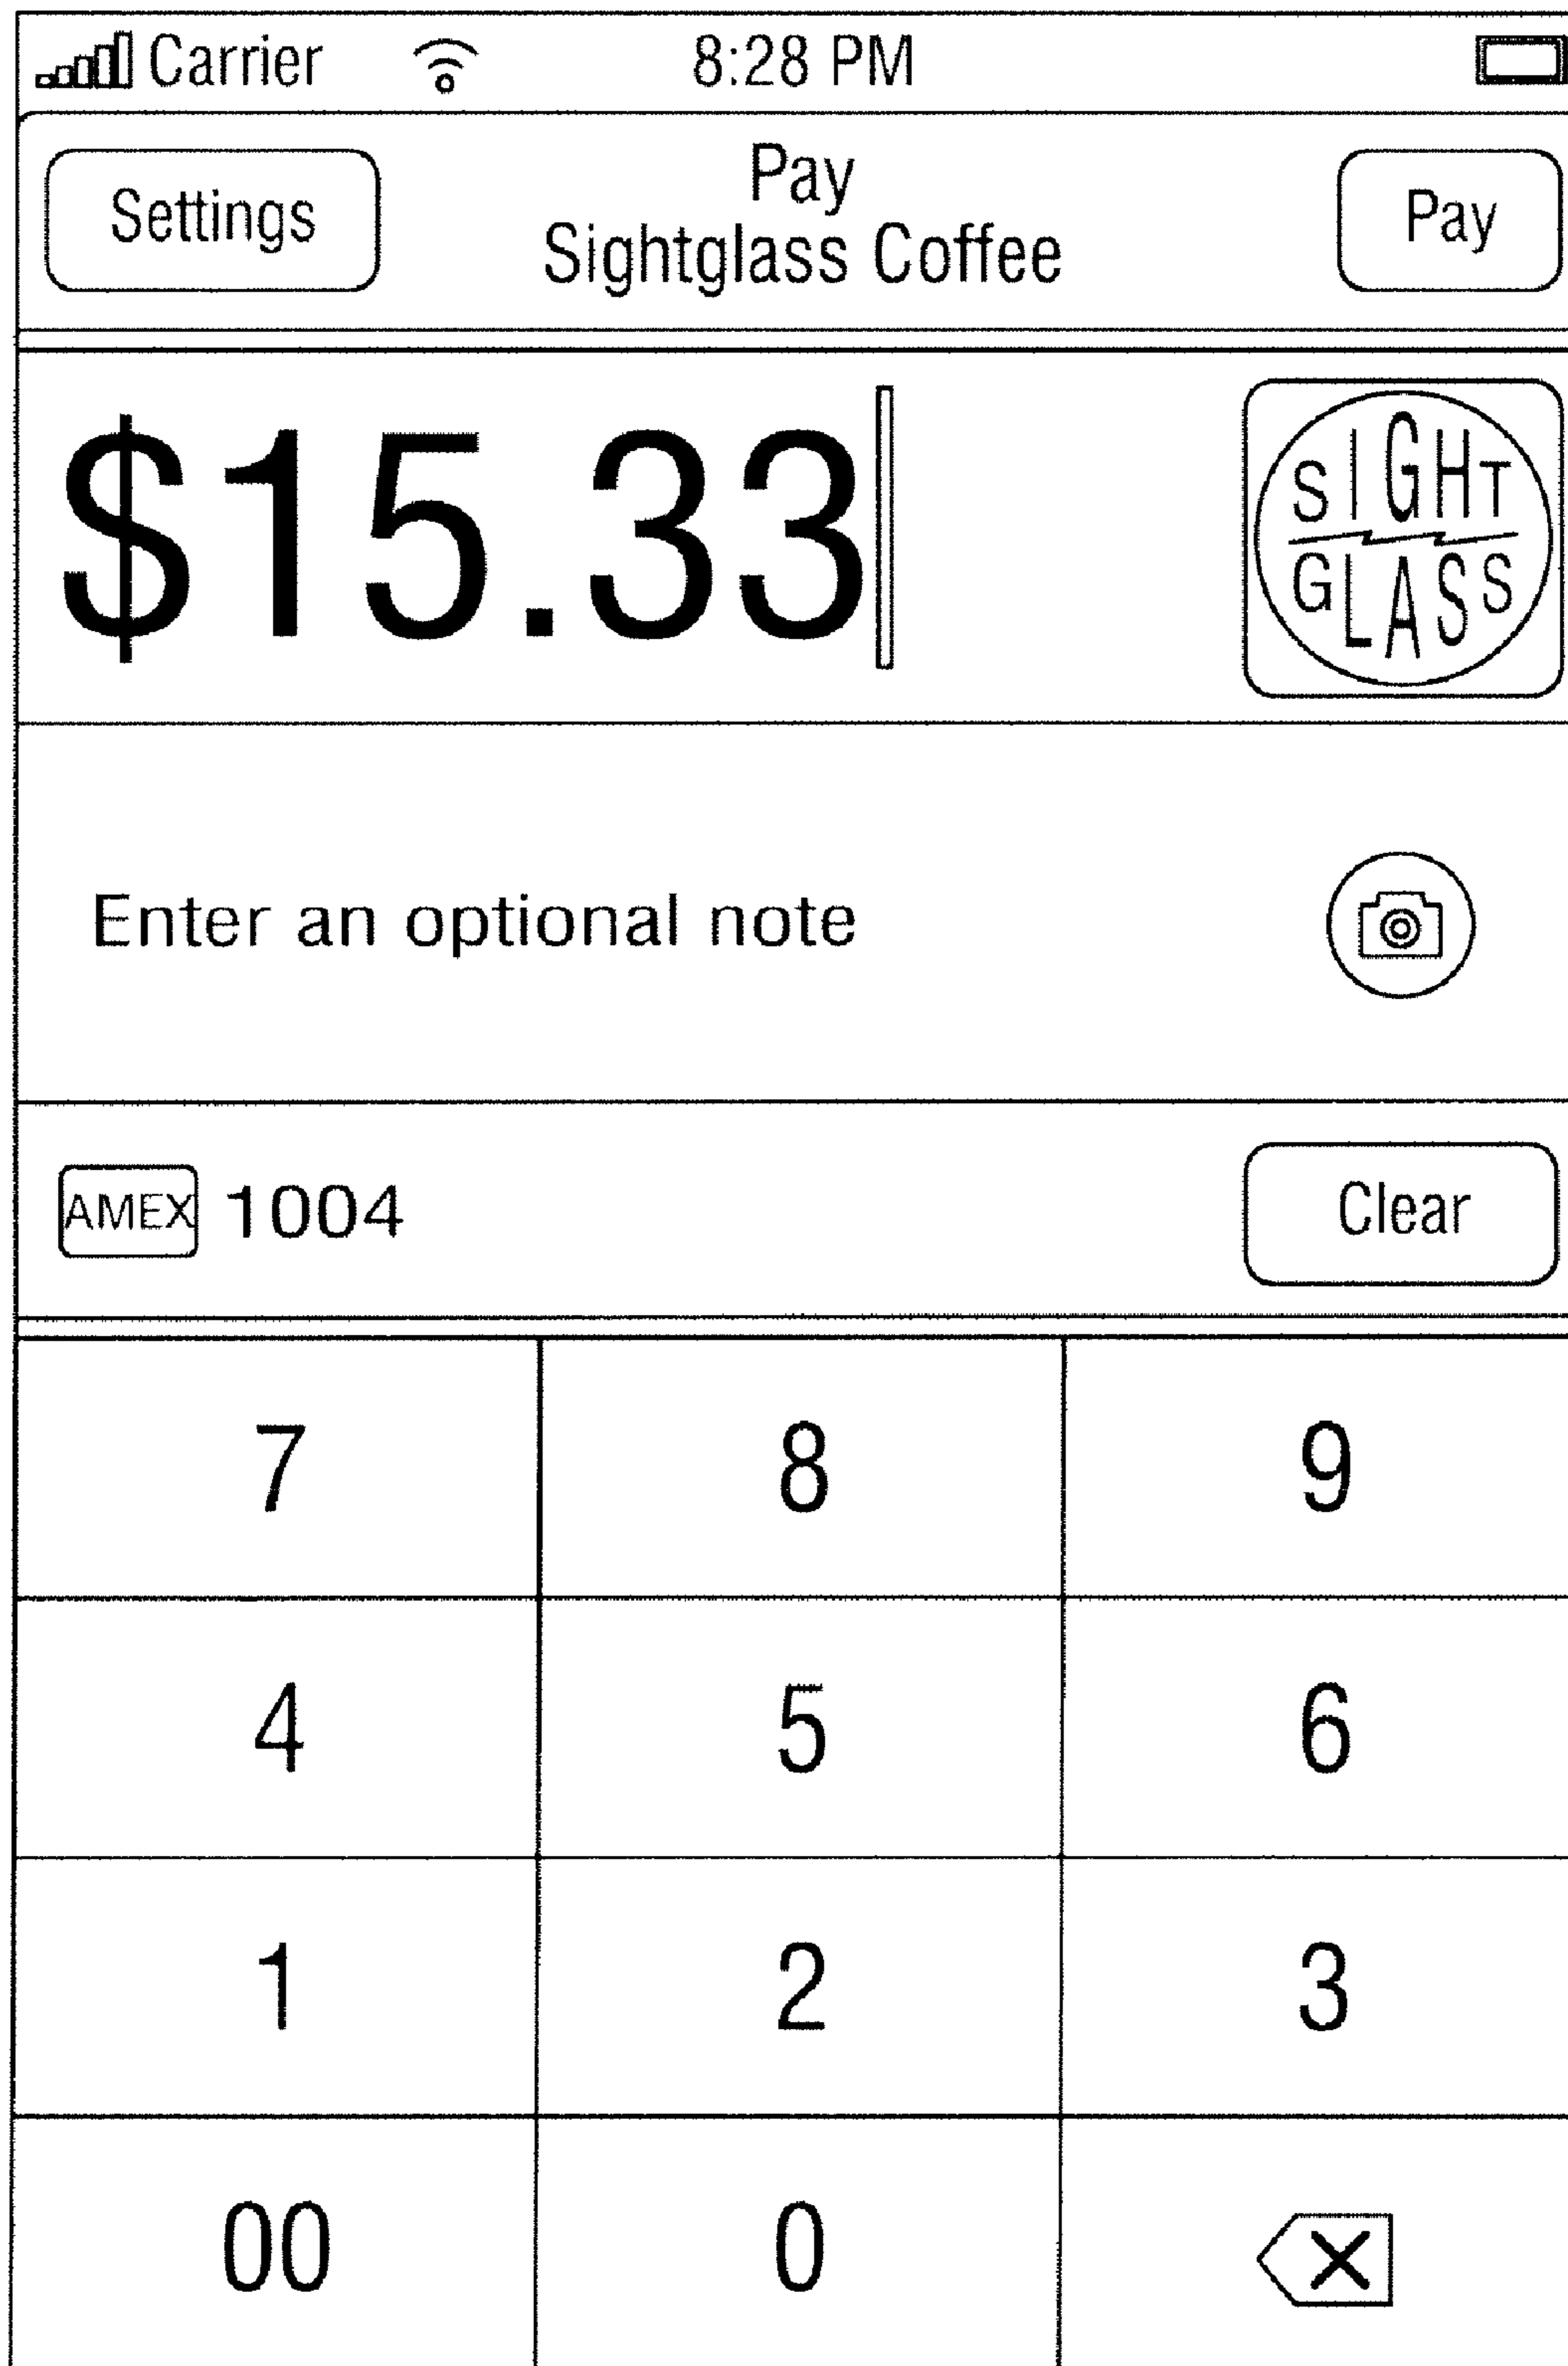 Carrier 8:28 PM
Settings
Pay
Sightglass Coffee
Pay
$15.33
SIGHT
GLASS
Enter an optional note
AMEX 1004
Clear
7 8 9
4 5 6
1 2 3
00 0